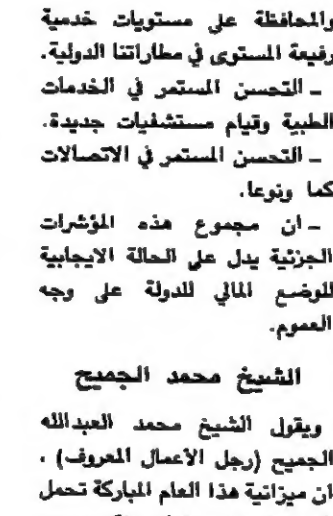 والمحافظة على مستويات خدمية
رفيعة المستوى في مطاراتنا الدولية.
ـ التحسن المستمر في الخدمات
الطبية وقيام مستشفيات جديدة.
ـ التحسن المستمر في الاتصالات
كما ونوعا.
ـ ان مجموع هذه المؤشرات
الجزئية يدل على الحالة الايجابية
للوضع المالي للدولة على وجه
العموم.
الشيخ محمد الجميح
ويقول الشيخ محمد العبدالله
الجميح (رجل الأعمال المعروف) ،
ان ميزانية هذا العام المباركة تحمل